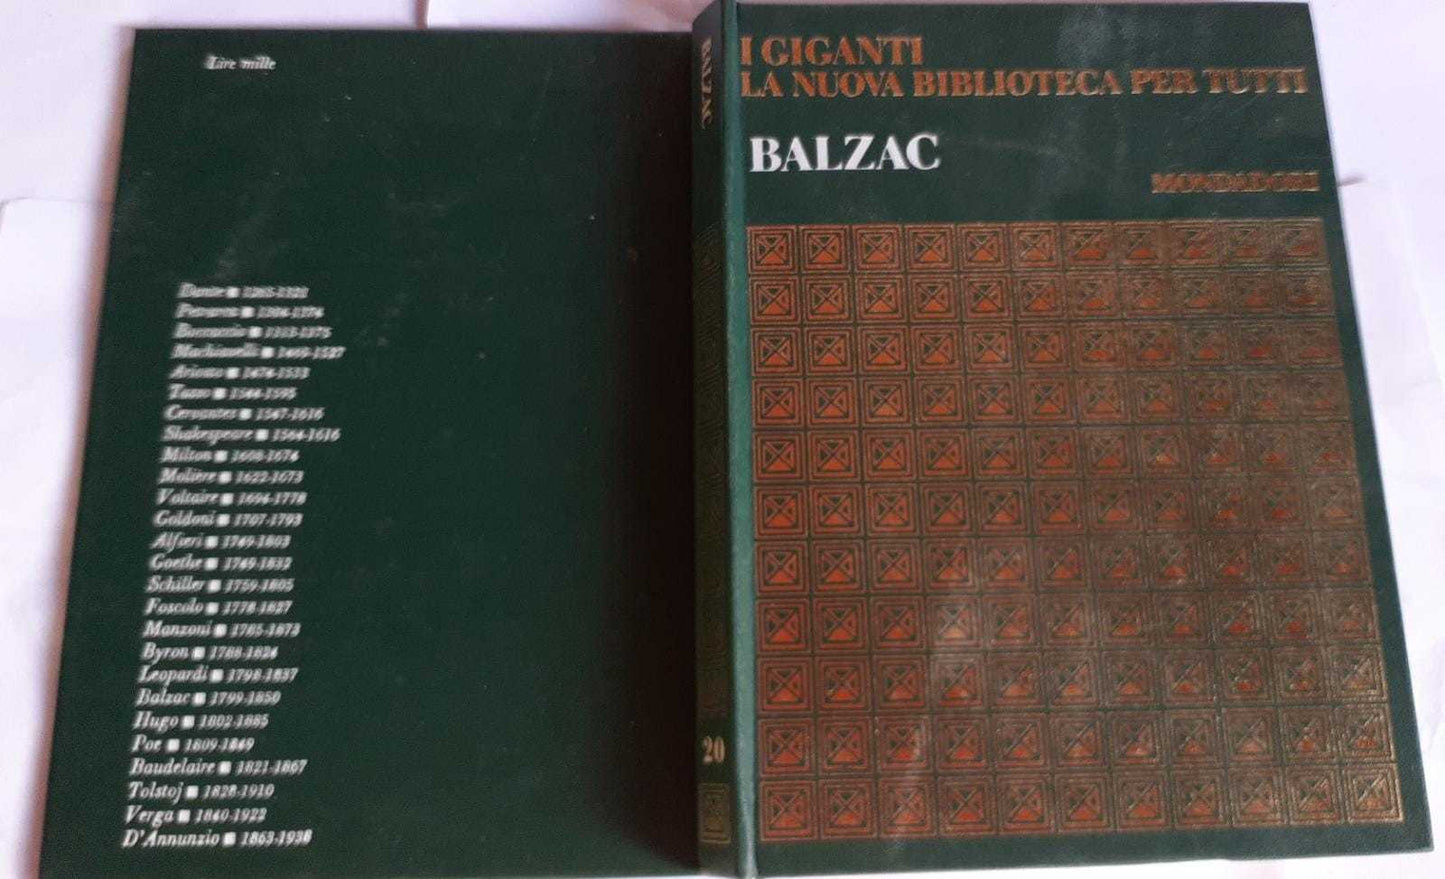 Lire mille
Dante ■ 1265-1321
Petrarca ■ 1304-1374
Boccaccio ■ 1313-1375
Machiavelli ■ 1469-1527
Ariosto ■ 1474-1533
Tasso ■ 1544-1595
Cervantes ■ 1547-1616
Shakespeare ■ 1564-1616
Milton ■ 1608-1674
Molière ■ 1622-1673
Voltaire ■ 1694-1778
Goldoni ■ 1707-1793
Alfieri ■ 1749-1803
Goethe ■ 1749-1832
Schiller ■ 1759-1805
Foscolo ■ 1778-1827
Manzoni ■ 1785-1873
Byron ■ 1788-1824
Leopardi ■ 1798-1837
Balzac ■ 1799-1850
Hugo ■ 1802-1885
Poe ■ 1809-1849
Baudelaire ■ 1821-1867
Tolstoj ■ 1828-1910
Verga ■ 1840-1922
D'Annunzio ■ 1863-1938
BALZAC
20
I GIGANTI
LA NUOVA BIBLIOTECA PER TUTTI
BALZAC
MONDADORI